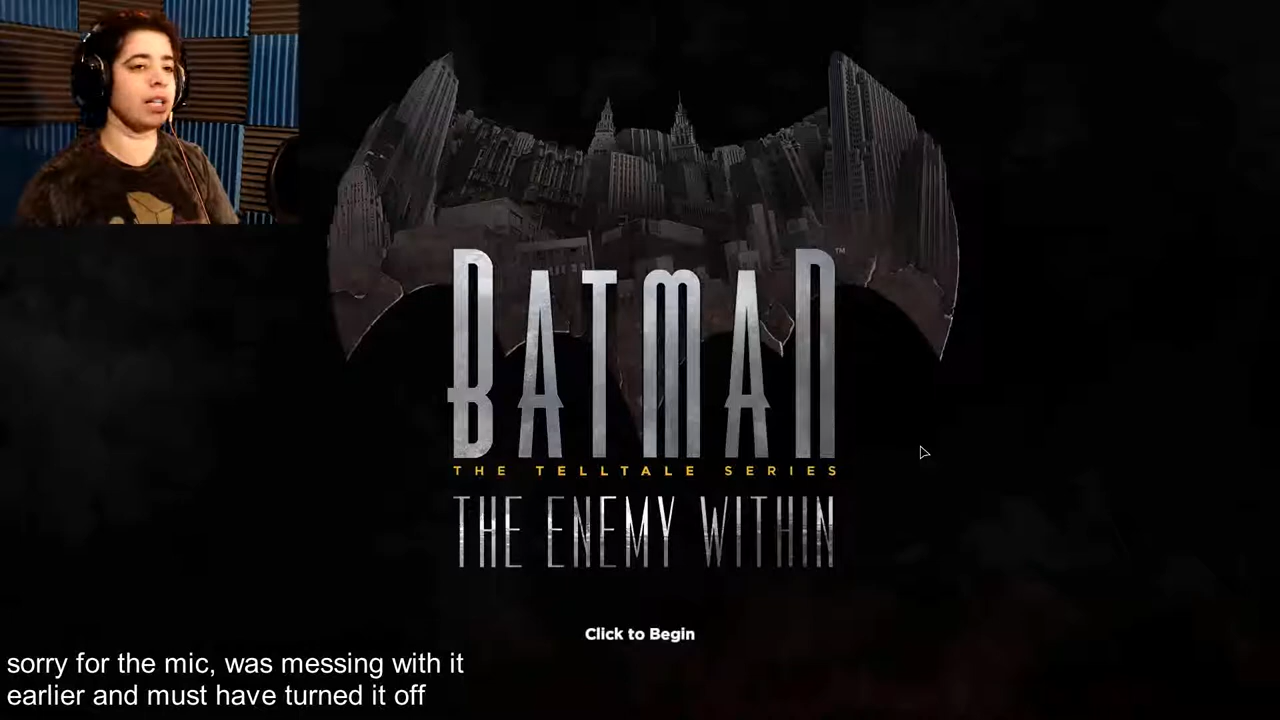 BATMAN™
THE TELLTALE SERIES
THE ENEMY WITHIN
Click to Begin
sorry for the mic, was messing with it
earlier and must have turned it off